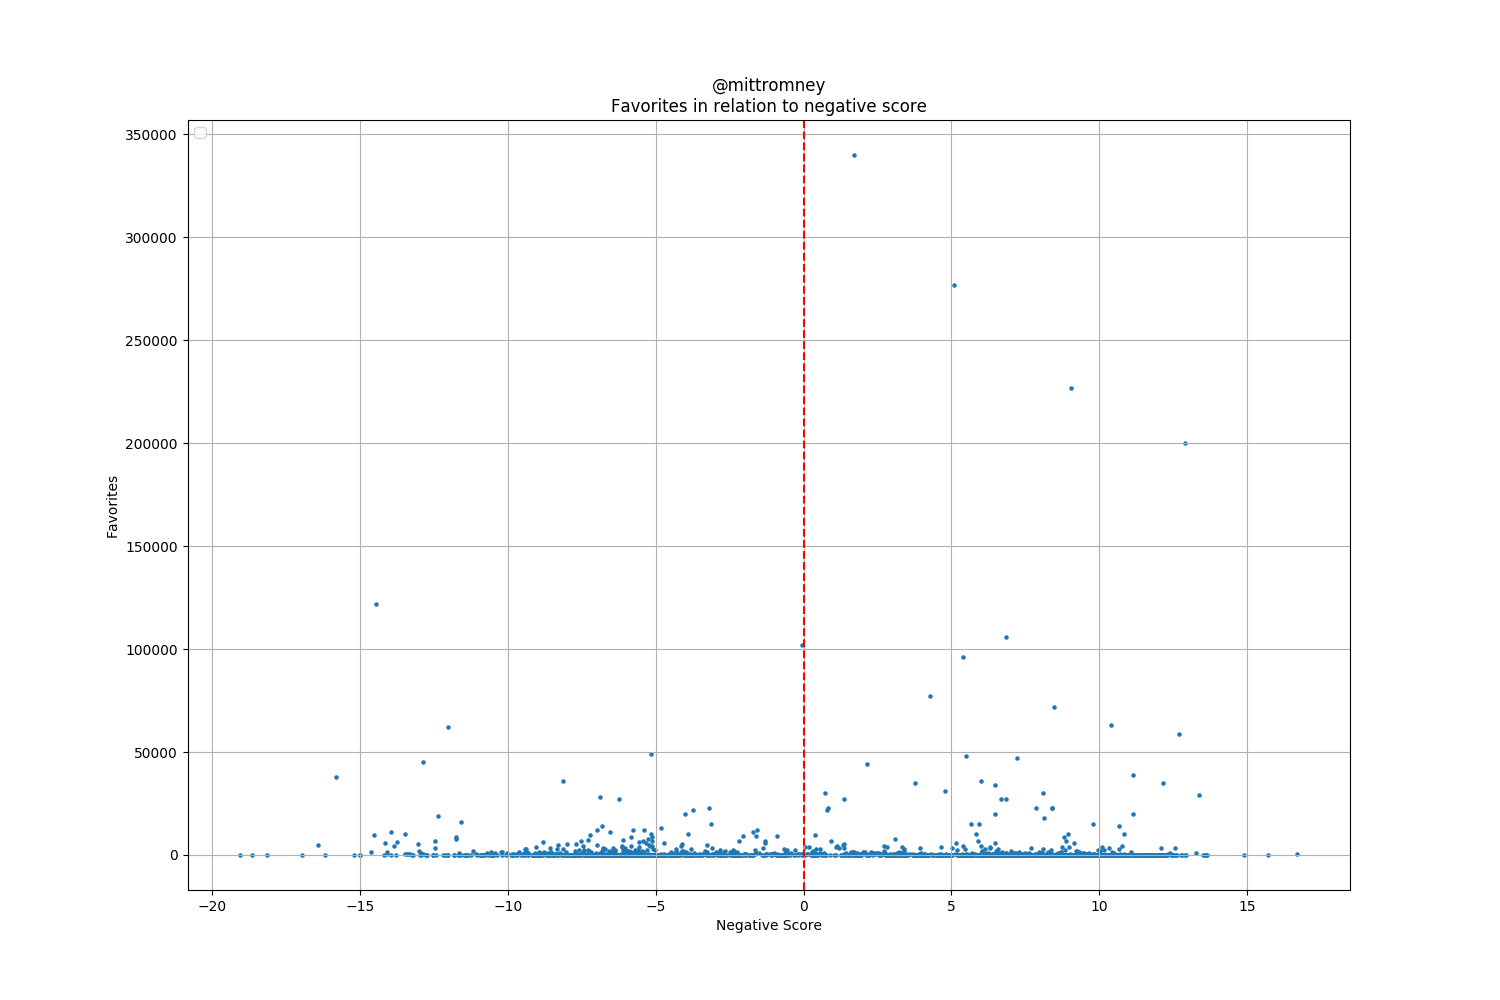 @mittromney
Favorites in relation to negative score
350000
300000
250000
200000
150000
100000
50000
0
Favorites
−20 −15 −10 −5 0 5 10 15
Negative Score